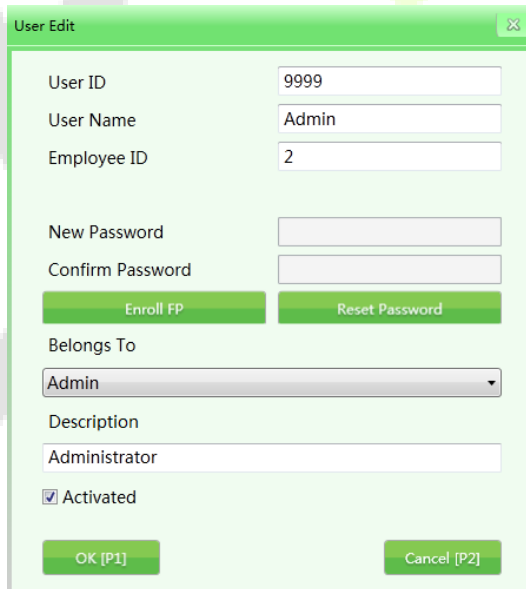 User Edit
User ID 9999
User Name Admin
Employee ID 2
New Password
Confirm Password
Enroll FP Reset Password
Belongs To
Admin
Description
Administrator
Activated
OK [P1] Cancel [P2]